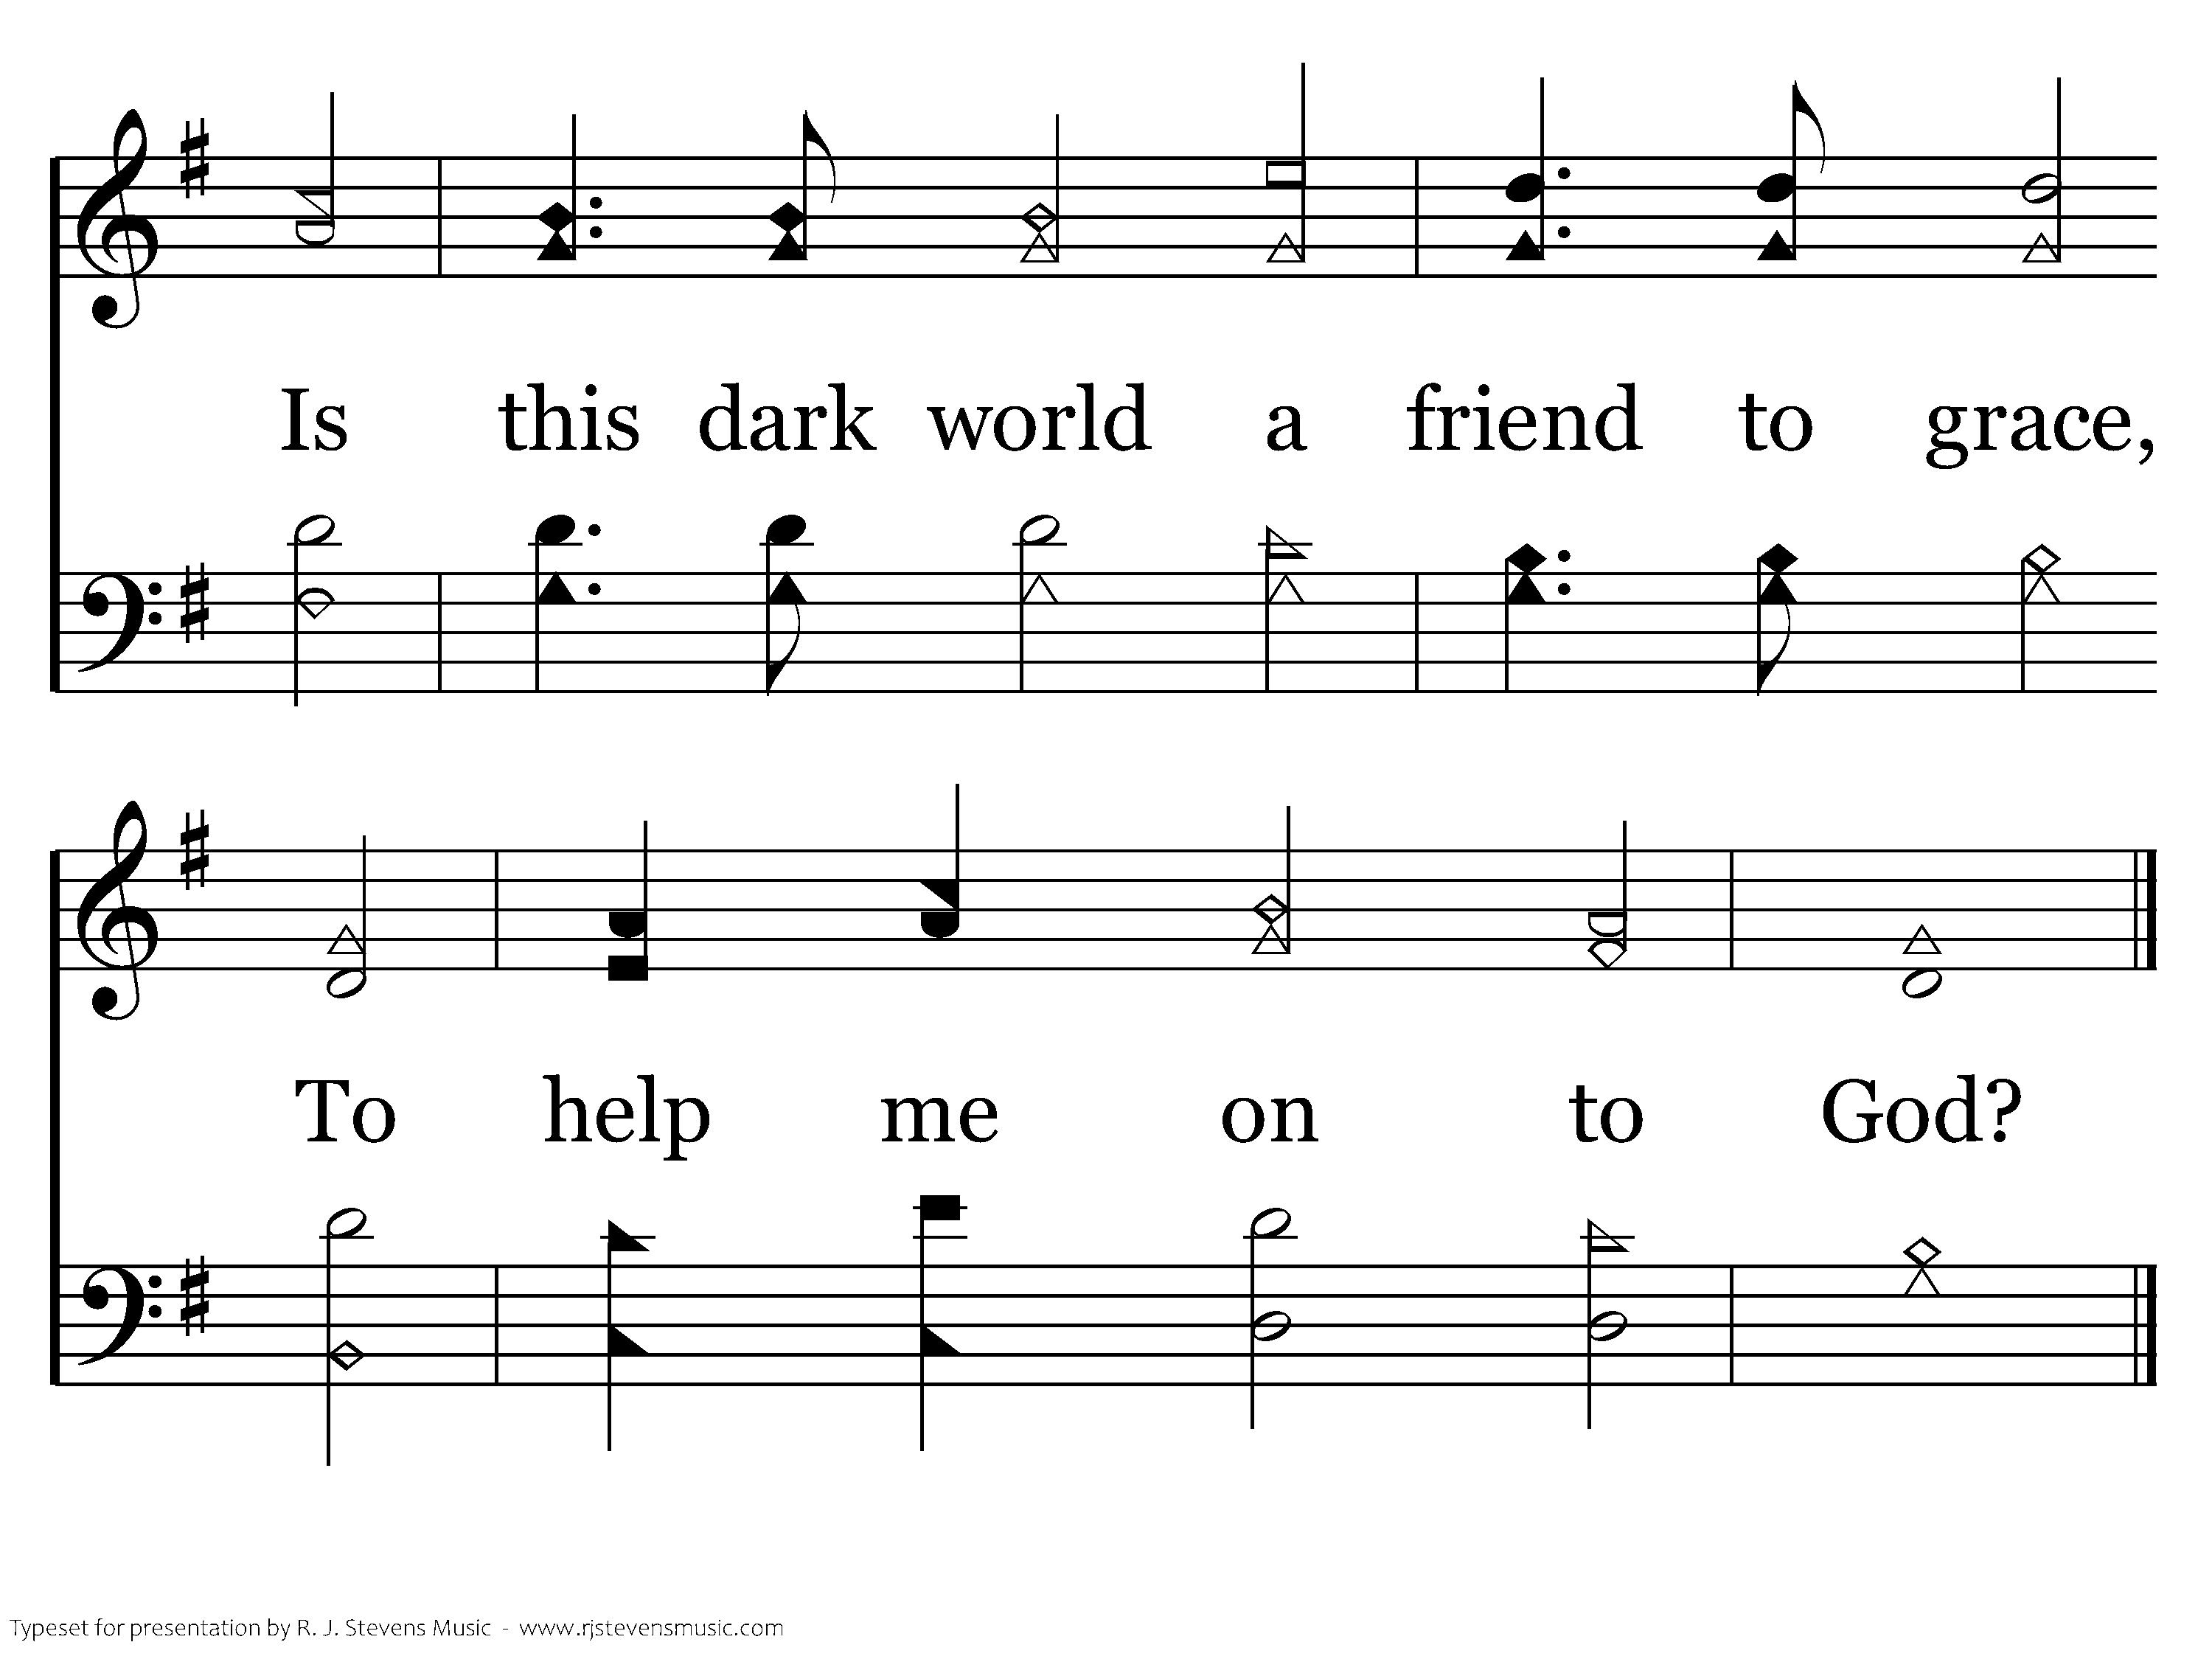 Is this dark world a friend to grace,
To help me on to God?
Typeset for presentation by R. J. Stevens Music - www.rjstevensmusic.com